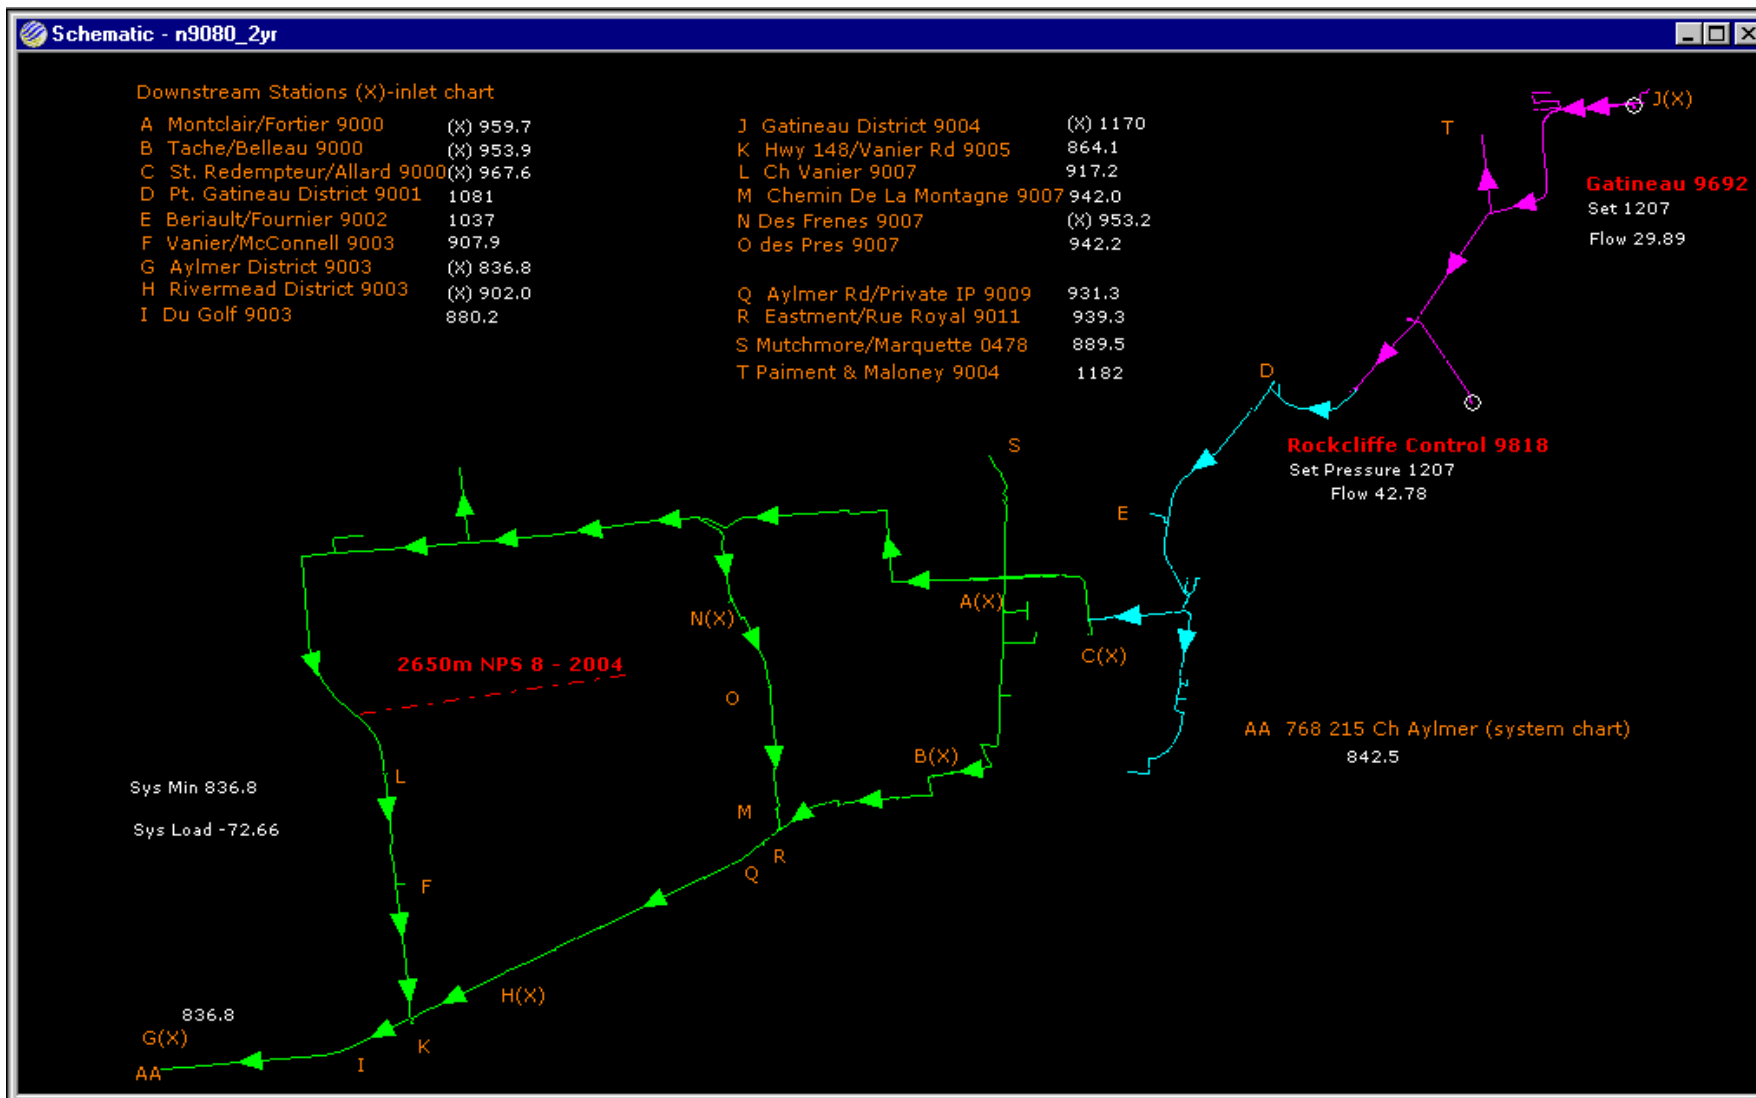 Schematic - n9080_2yr
Downstream Stations (X)-inlet chart
A Montclair/Fortier 9000 (X) 959.7
B Tache/Belleau 9000 (X) 953.9
C St. Redempteur/Allard 9000 (X) 967.6
D Pt. Gatineau District 9001 1081
E Beriault/Fournier 9002 1037
F Vanier/McConnell 9003 907.9
G Aylmer District 9003 (X) 836.8
H Rivermead District 9003 (X) 902.0
I Du Golf 9003 880.2
J Gatineau District 9004 (X) 1170
K Hwy 148/Vanier Rd 9005 864.1
L Ch Vanier 9007 917.2
M Chemin De La Montagne 9007 942.0
N Des Frenes 9007 (X) 953.2
O des Pres 9007 942.2
Q Aylmer Rd/Private IP 9009 931.3
R Eastment/Rue Royal 9011 939.3
S Mutchmore/Marquette 0478 889.5
T Paiment & Maloney 9004 1182
J(X)
T
Gatineau 9692
Set 1207
Flow 29.89
D
Rockcliffe Control 9818
Set Pressure 1207
Flow 42.78
S
E
A(X)
N(X)
C(X)
2650m NPS 8 - 2004
O
AA 768 215 Ch Aylmer (system chart)
842.5
B(X)
L
Sys Min 836.8
M
Sys Load -72.66
R
Q
F
H(X)
836.8
G(X)
K
I
AA